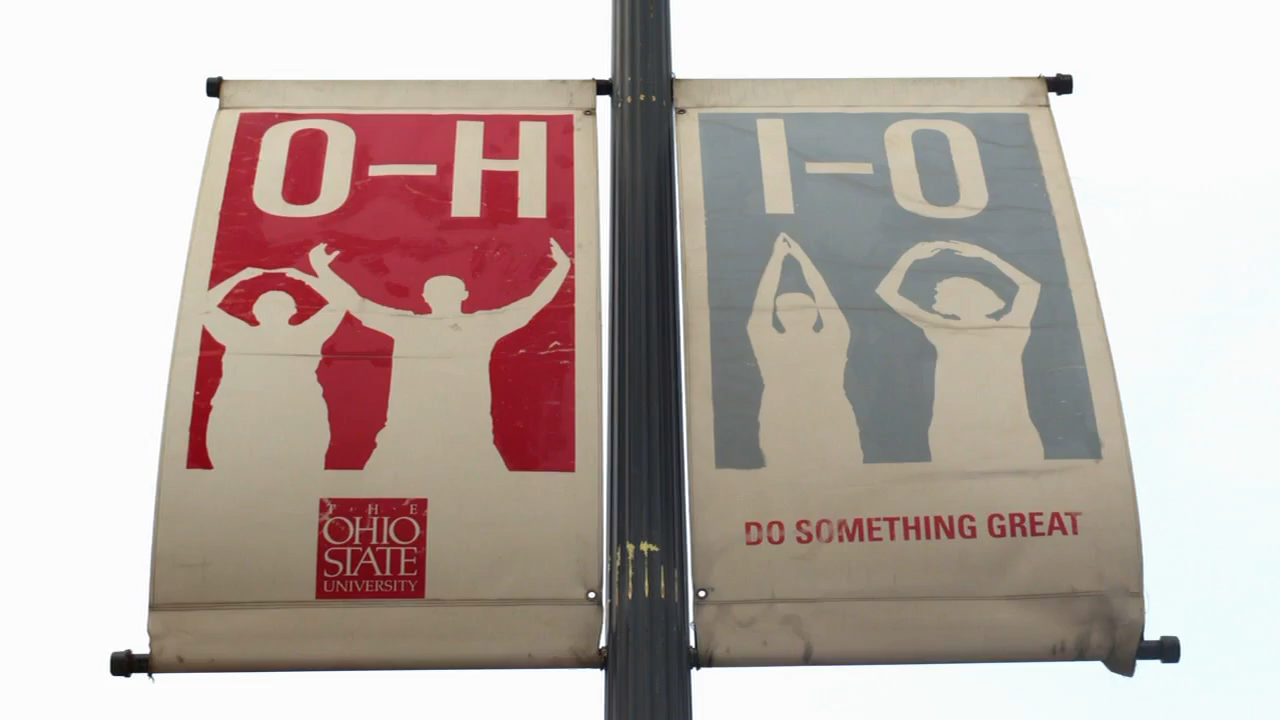 O-H
THE
OHIO
STATE
UNIVERSITY
I-O
DO SOMETHING GREAT